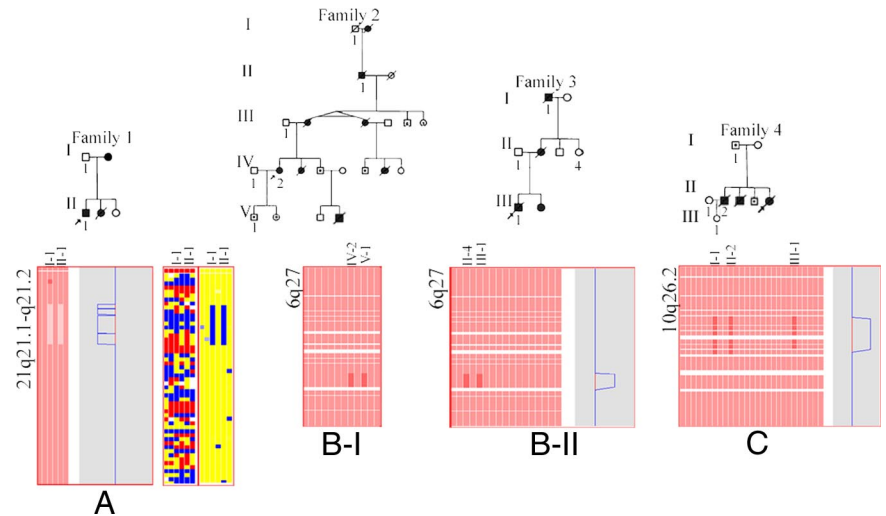 Family 1
I
1
II
1
I-1
II-1
21q21.1-q21.2
I-1
II-1
I-1
II-1
A
Family 2
I
1
II
1
III
1
IV
1 2
V
1
6q27
IV-2
V-1
B-I
Family 3
I
1
II
1
4
III
1
6q27
II-4
III-1
B-II
Family 4
I
1
II
1 2
III
1
10q26.2
I-1
II-2
III-1
C